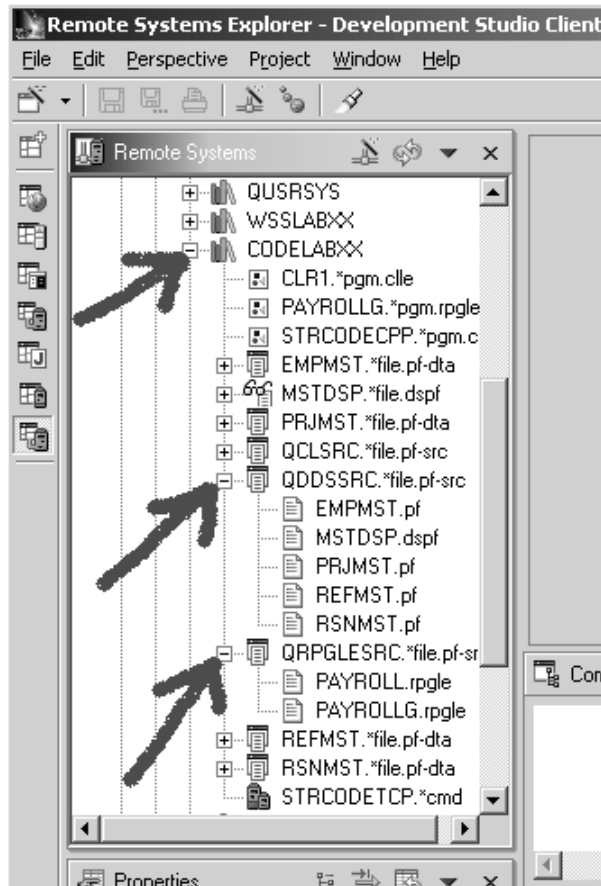 Remote Systems Explorer - Development Studio Client
File Edit Perspective Project Window Help
Remote Systems
QUSRSYS
WSSLABXX
CODELABXX
CLR1.*pgm.clle
PAYROLLG.*pgm.rpgle
STRCODECPP.*pgm.c
EMPMST.*file.pf-dta
MSTDSP.*file.dspf
PRJMST.*file.pf-dta
QCLSRC.*file.pf-src
QDDSSRC.*file.pf-src
EMPMST.pf
MSTDSP.dspf
PRJMST.pf
REFMST.pf
RSNMST.pf
QRPGLESRC.*file.pf-sr
PAYROLL.rpgle
PAYROLLG.rpgle
REFMST.*file.pf-dta
RSNMST.*file.pf-dta
STRCODETCP.*cmd
Com
Properties